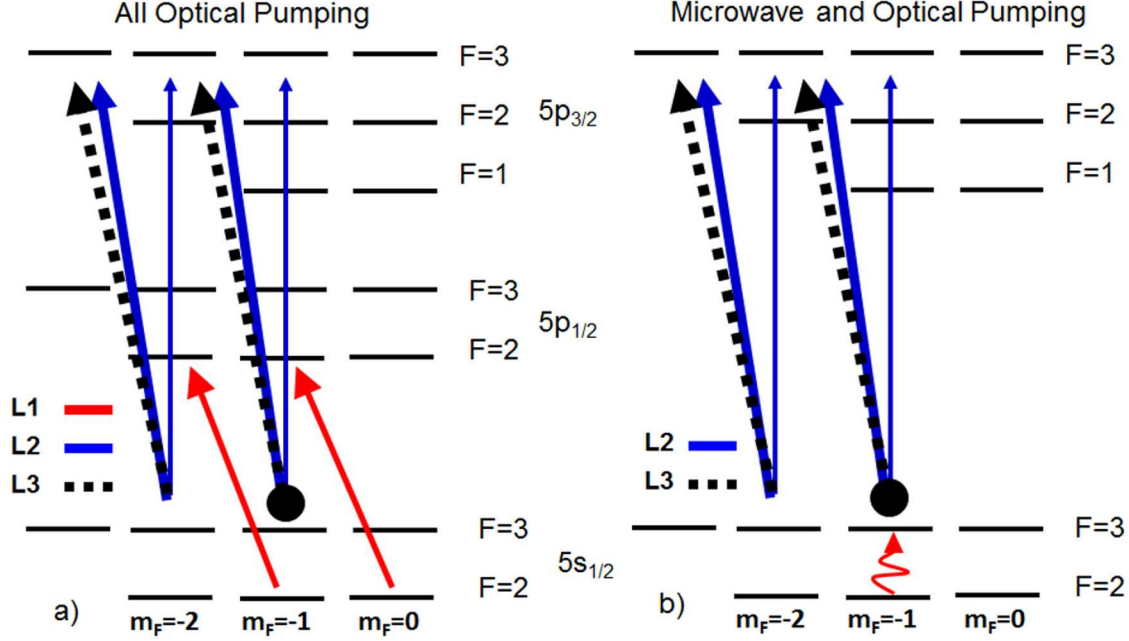 All Optical Pumping
F=3
F=2 5p3/2
F=1
F=3
5p1/2
F=2
L1
L2
L3
F=3
5s1/2
F=2
a) mF=-2 mF=-1 mF=0
Microwave and Optical Pumping
F=3
F=2
F=1
L2
L3
F=3
F=2
b) mF=-2 mF=-1 mF=0